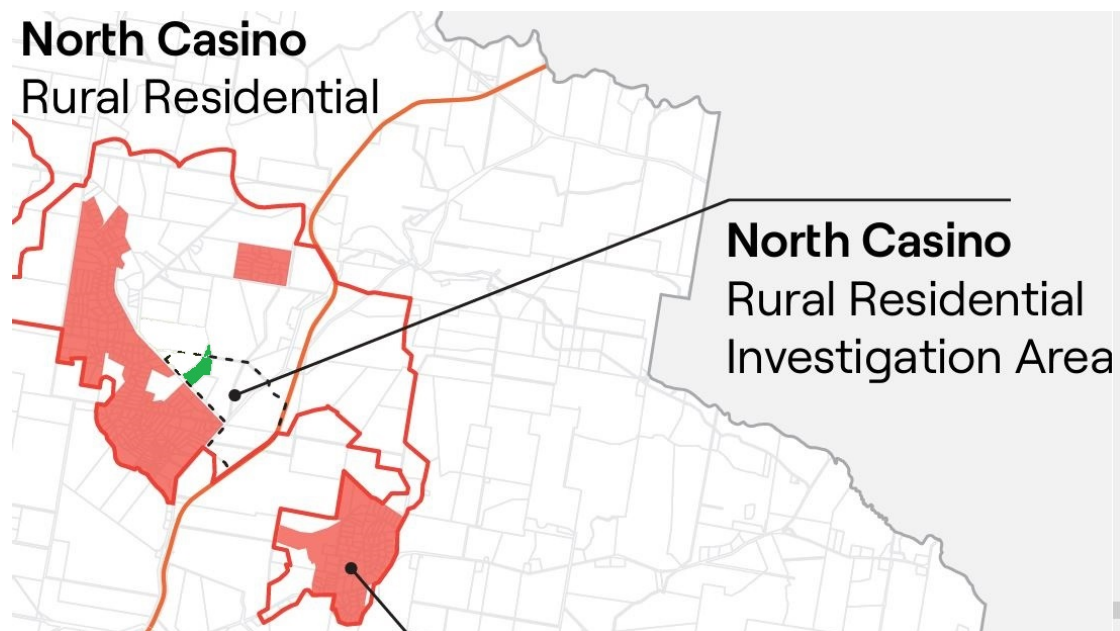 North Casino
Rural Residential
North Casino
Rural Residential
Investigation Area